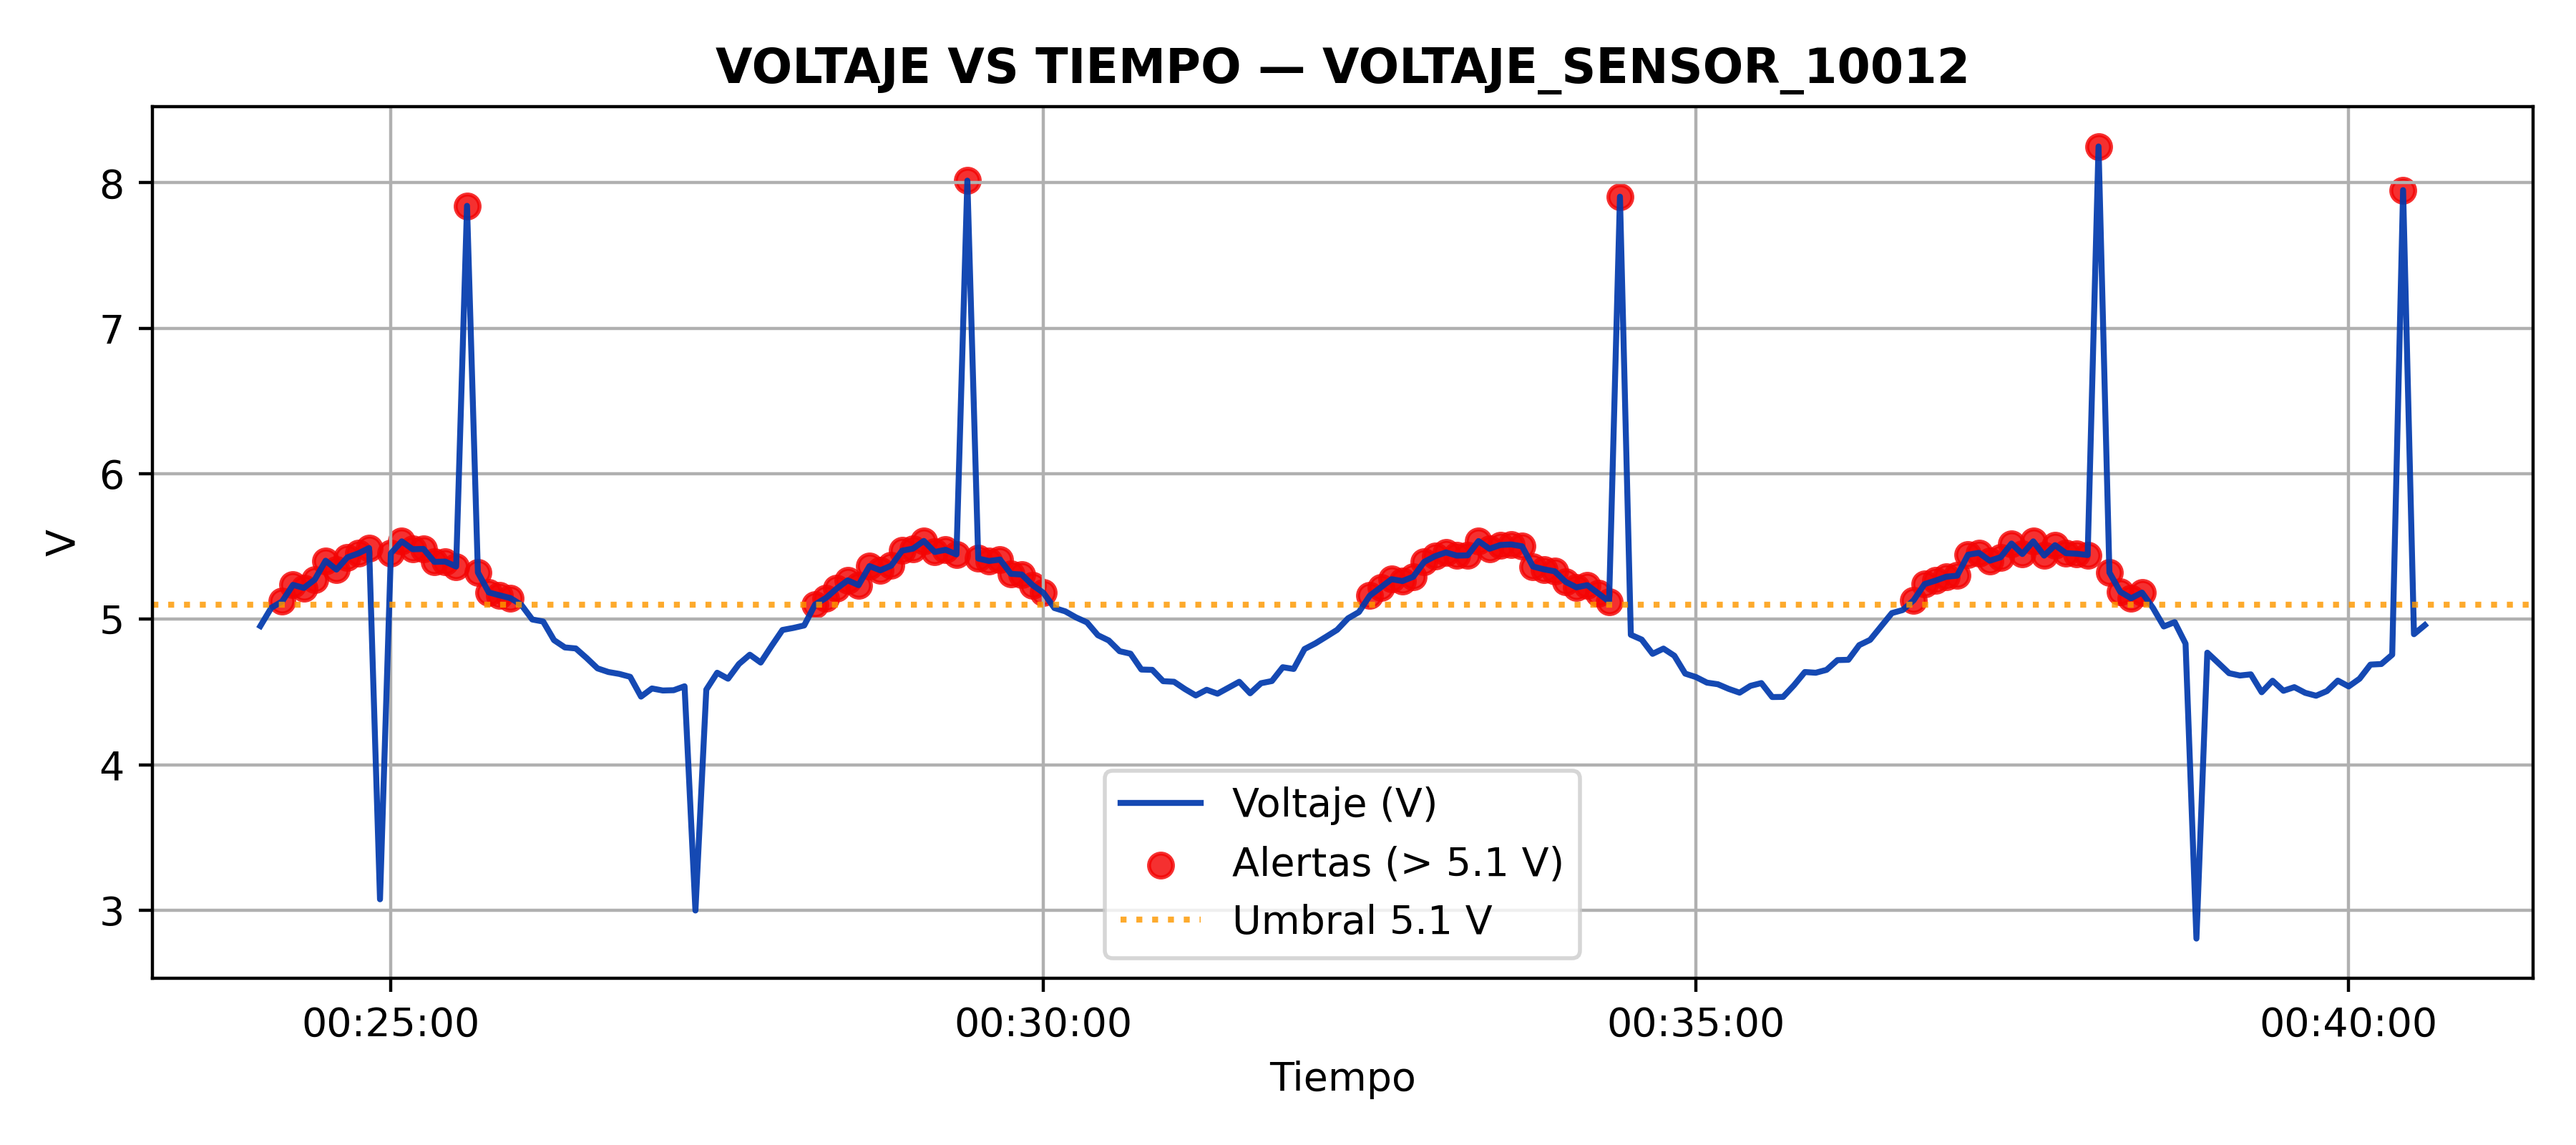 VOLTAJE VS TIEMPO — VOLTAJE_SENSOR_10012
V
8
7
6
5
4
3
Voltaje (V)
Alertas (> 5.1 V)
Umbral 5.1 V
00:25:00
00:30:00
00:35:00
00:40:00
Tiempo